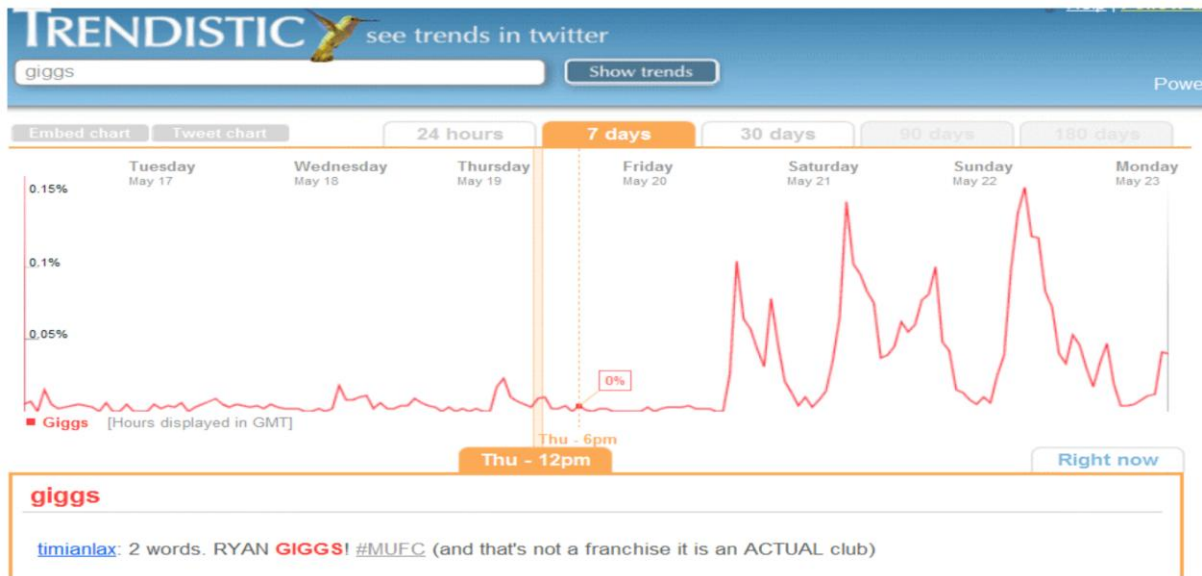 TRENDISTIC see trends in twitter
giggs Show trends
Powe
Embed chart Tweet chart 24 hours 7 days 30 days 90 days 180 days
Tuesday Wednesday Thursday Friday Saturday Sunday Monday
May 17 May 18 May 19 May 20 May 21 May 22 May 23
0.15%
0.1%
0.05%
0%
Giggs [Hours displayed in GMT]
Thu - 6pm
Thu - 12pm Right now
giggs
timianlax: 2 words. RYAN GIGGS! #MUFC (and that's not a franchise it is an ACTUAL club)